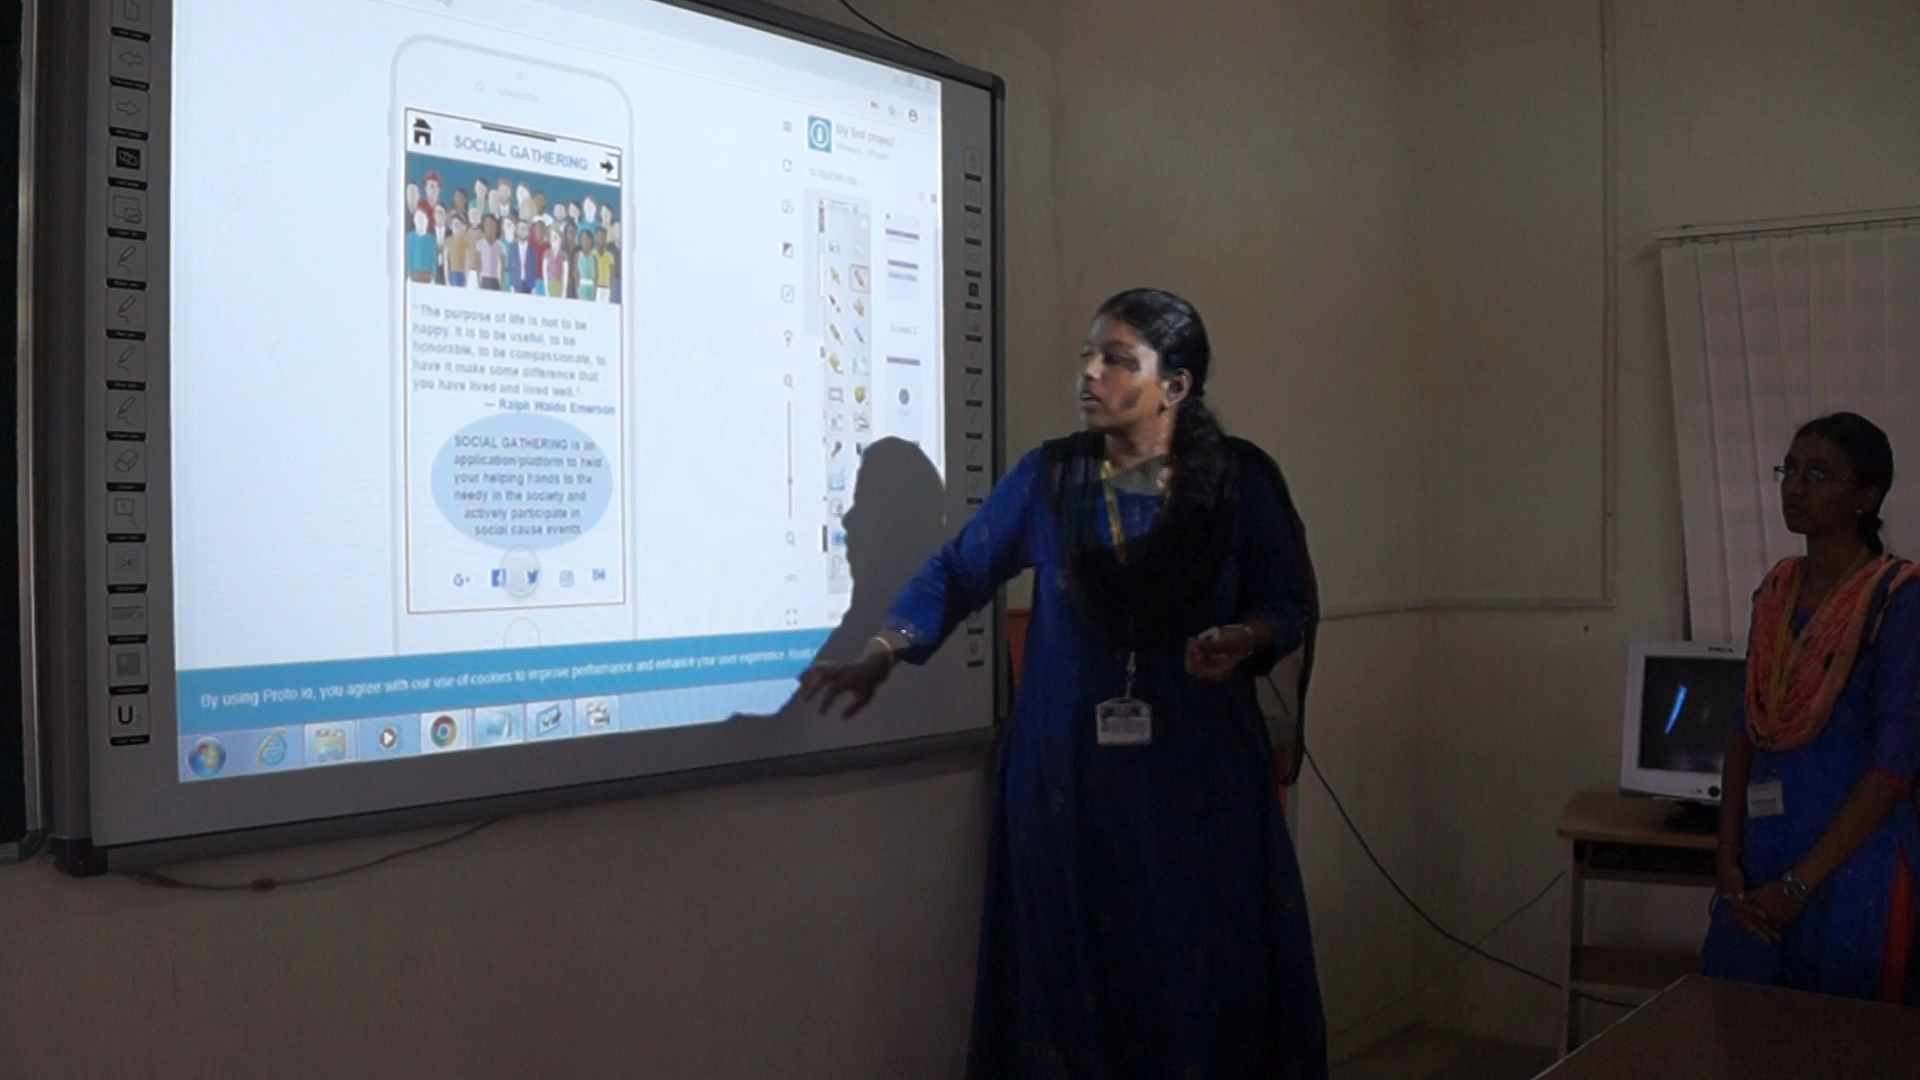 SOCIAL GATHERING
"The purpose of life is not to be
happy. It is to be useful, to be
honorable, to be compassionate, to
have it make some difference that
you have lived and lived well."
— Ralph Waldo Emerson
SOCIAL GATHERING is an
application/platform to held
your helping hands to the
needy in the society and
actively participate in
social cause events
G+
Bē
My first project
By using Proto.io, you agree with our use of cookies to improve performance and enhance your user experience. Read
U